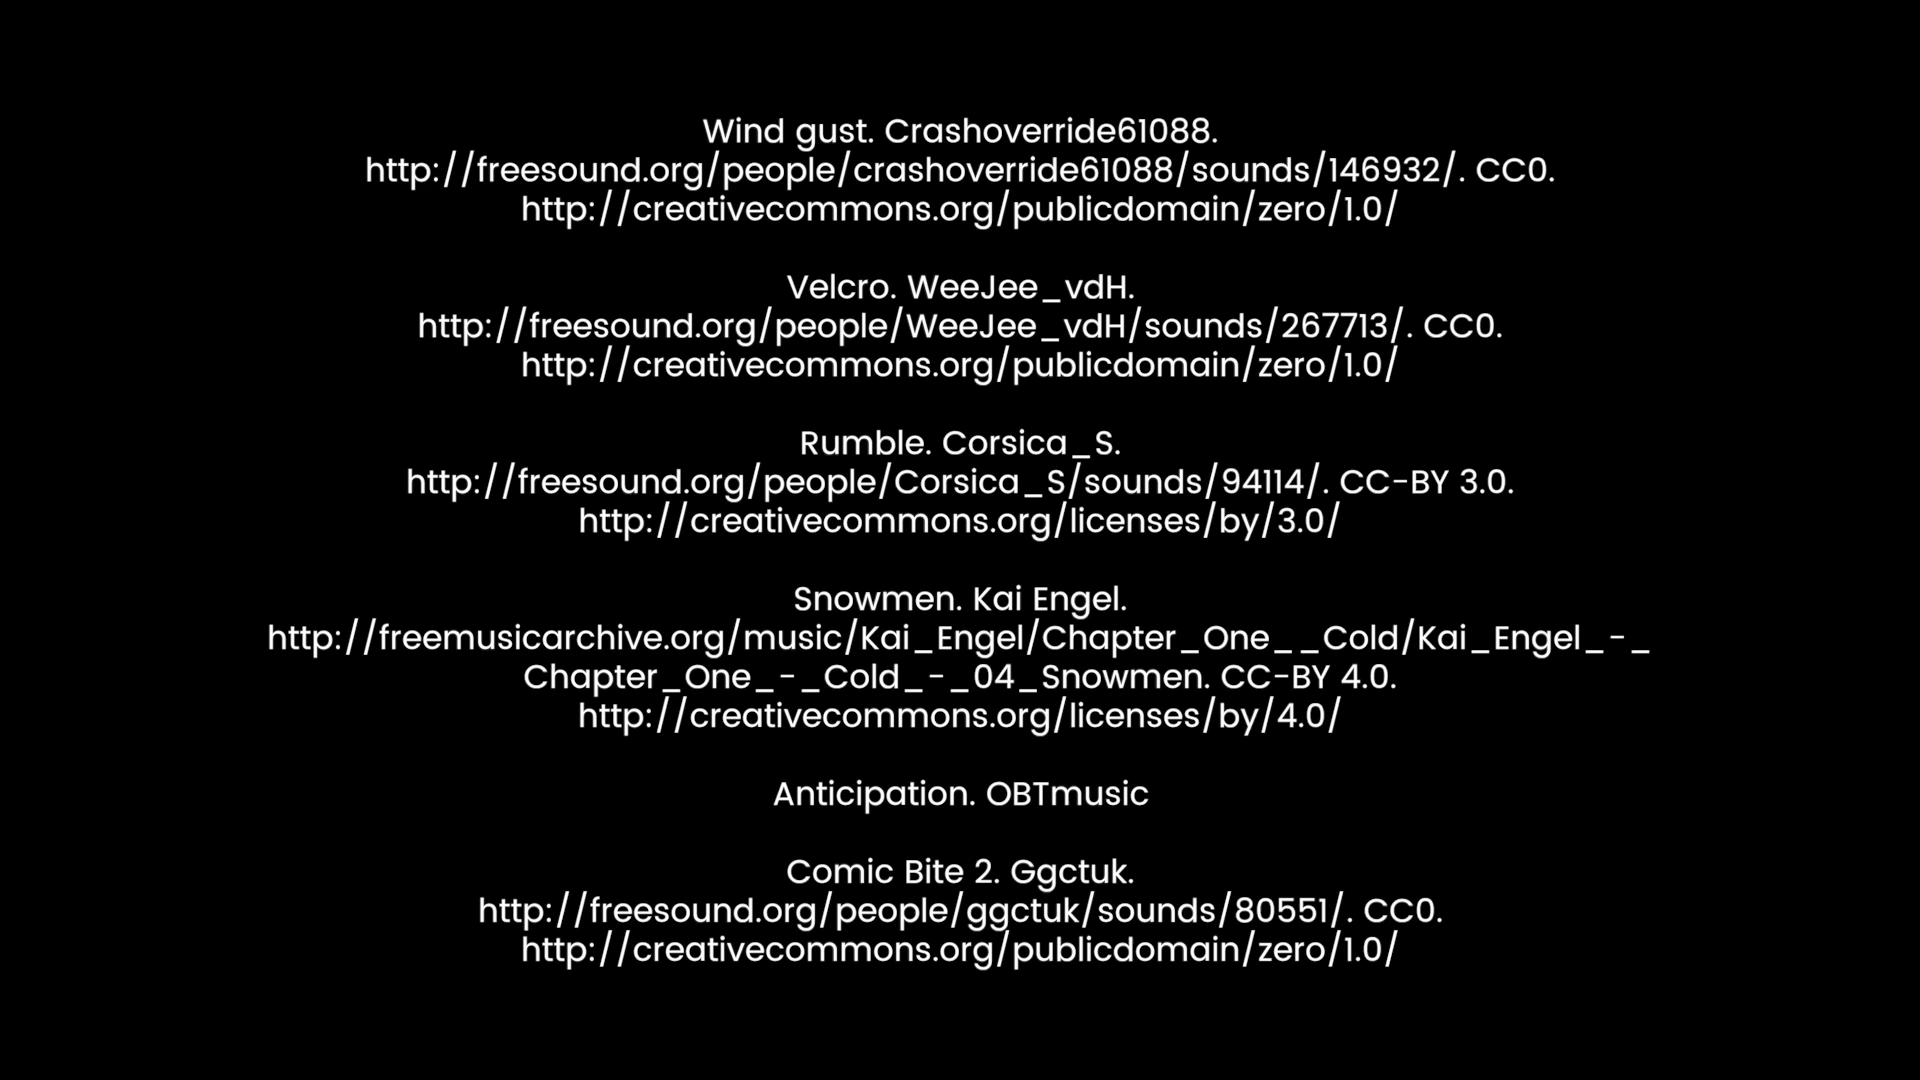 Wind gust. Crashoverride61088.
http://freesound.org/people/crashoverride61088/sounds/146932/. CC0.
http://creativecommons.org/publicdomain/zero/1.0/
Velcro. WeeJee_vdH.
http://freesound.org/people/WeeJee_vdH/sounds/267713/. CC0.
http://creativecommons.org/publicdomain/zero/1.0/
Rumble. Corsica_S.
http://freesound.org/people/Corsica_S/sounds/94114/. CC-BY 3.0.
http://creativecommons.org/licenses/by/3.0/
Snowmen. Kai Engel.
http://freemusicarchive.org/music/Kai_Engel/Chapter_One__Cold/Kai_Engel_-_
Chapter_One_-_Cold_-_04_Snowmen. CC-BY 4.0.
http://creativecommons.org/licenses/by/4.0/
Anticipation. OBTmusic
Comic Bite 2. Ggctuk.
http://freesound.org/people/ggctuk/sounds/80551/. CC0.
http://creativecommons.org/publicdomain/zero/1.0/